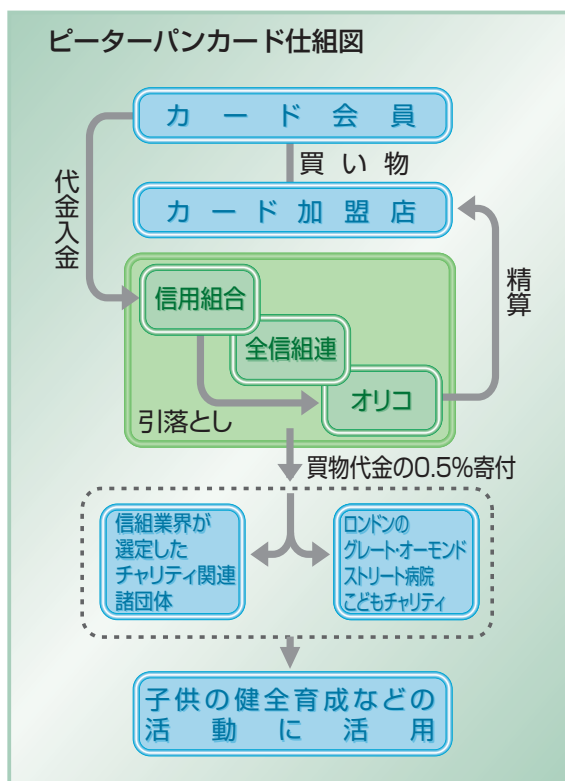 ピーターパンカード仕組図
カード会員
買い物
代金入金
カード加盟店
精算
信用組合
全信組連
オリコ
引落とし
買物代金の0.5%寄付
信組業界が
選定した
チャリティ関連
諸団体
ロンドンの
グレート・オーモンド
ストリート病院
こどもチャリティ
子供の健全育成などの
活動に活用